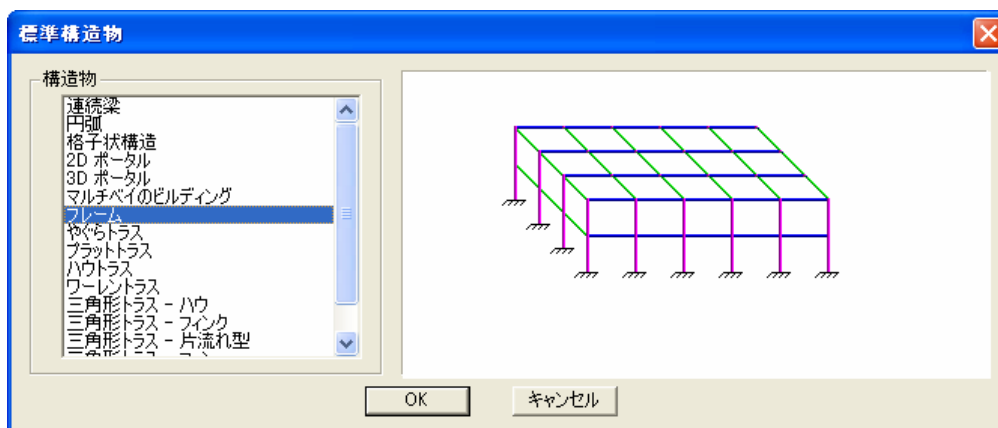 標準構造物
構造物
連続梁
円弧
格子状構造
2D ポータル
3D ポータル
マルチベイのビルディング
フレーム
やぐらトラス
プラットトラス
ハウトラス
ワーレントラス
三角形トラス - ハウ
三角形トラス - フィンク
三角形トラス - 片流れ型
OK
キャンセル